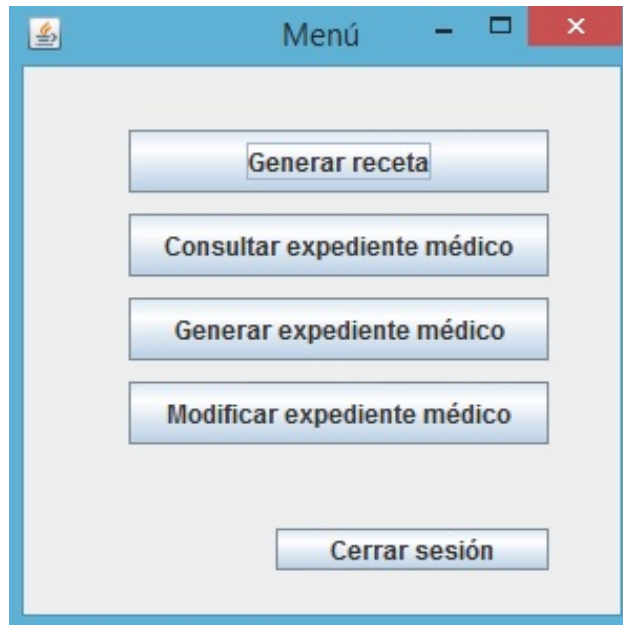 Menú
Generar receta
Consultar expediente médico
Generar expediente médico
Modificar expediente médico
Cerrar sesión